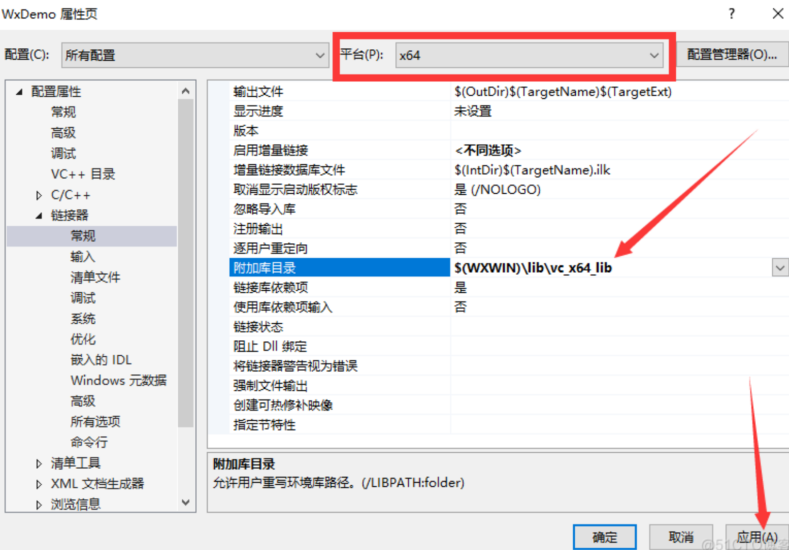 WxDemo 属性页
? ×
配置(C): 所有配置 平台(P): x64 配置管理器(O)...
配置属性
常规
高级
调试
VC++ 目录
C/C++
链接器
常规
输入
清单文件
调试
系统
优化
嵌入的 IDL
Windows 元数据
高级
所有选项
命令行
清单工具
XML 文档生成器
浏览信息
输出文件 $(OutDir)$(TargetName)$(TargetExt)
显示进度 未设置
版本
启用增量链接 <不同选项>
增量链接数据库文件 $(IntDir)$(TargetName).ilk
取消显示启动版权标志 是 (/NOLOGO)
忽略导入库 否
注册输出 否
逐用户重定向 否
附加库目录 $(WXWIN)\lib\vc_x64_lib
链接库依赖项 是
使用库依赖项输入 否
链接状态
阻止 Dll 绑定
将链接器警告视为错误
强制文件输出
创建可热修补映像
指定节特性
附加库目录
允许用户重写环境库路径。(/LIBPATH:folder)
确定 取消 应用(A)
@51CTO博客